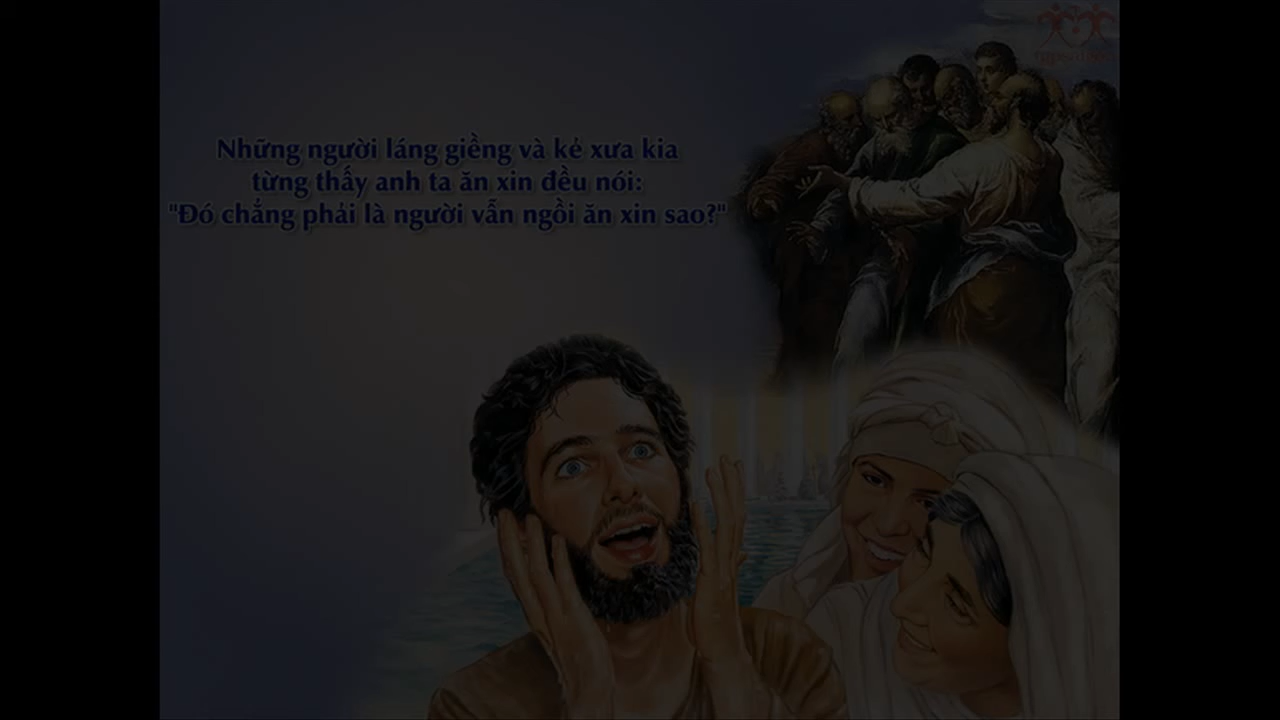 Những người láng giềng và kẻ xưa kia
từng thấy anh ta ăn xin đều nói:
"Đó chẳng phải là người vẫn ngồi ăn xin sao?"